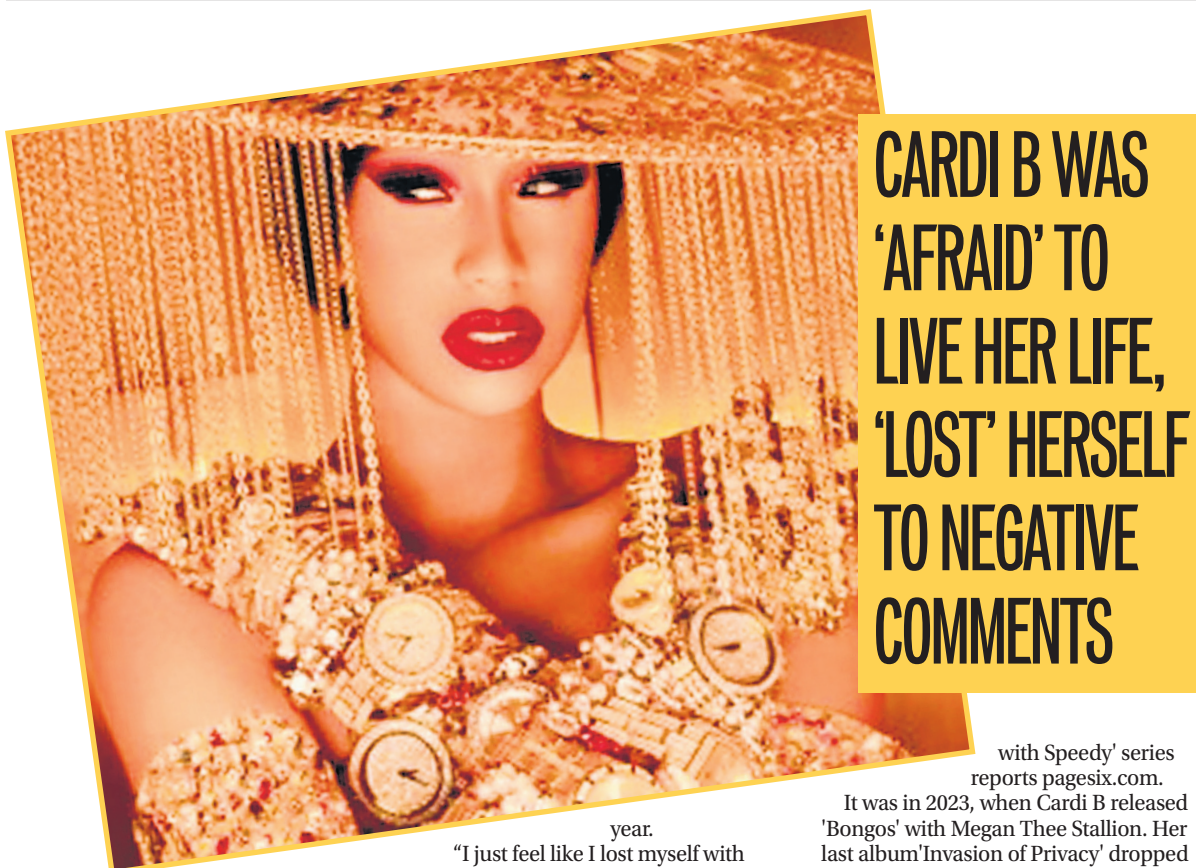 CARDI B WAS
‘AFRAID’ TO
LIVE HER LIFE,
‘LOST’ HERSELF
TO NEGATIVE
COMMENTS
year.
“I just feel like I lost myself with
with Speedy' series
reports pagesix.com.
It was in 2023, when Cardi B released
'Bongos' with Megan Thee Stallion. Her
last album'Invasion of Privacy' dropped